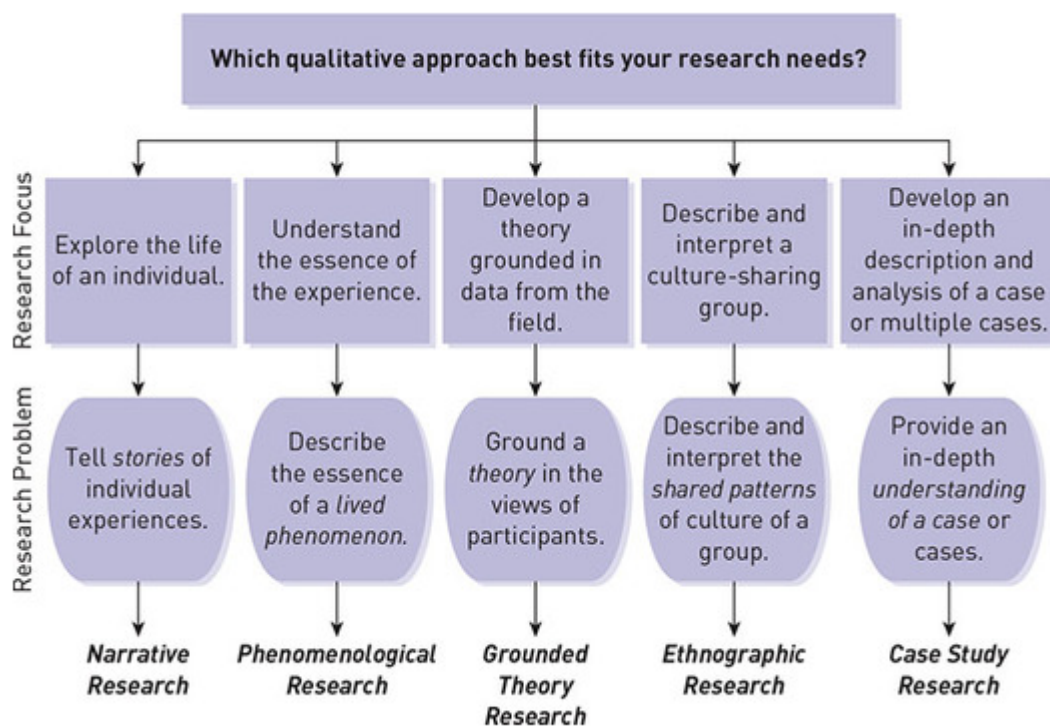 Which qualitative approach best fits your research needs?
Research Focus
Explore the life
of an individual.
Understand
the essence of
the experience.
Develop a
theory
grounded in
data from the
field.
Describe and
interpret a
culture-sharing
group.
Develop an
in-depth
description and
analysis of a case
or multiple cases.
Research Problem
Tell stories of
individual
experiences.
Describe
the essence
of a lived
phenomenon.
Ground a
theory in the
views of
participants.
Describe and
interpret the
shared patterns
of culture of a
group.
Provide an
in-depth
understanding
of a case or
cases.
Narrative
Research
Phenomenological
Research
Grounded
Theory
Research
Ethnographic
Research
Case Study
Research